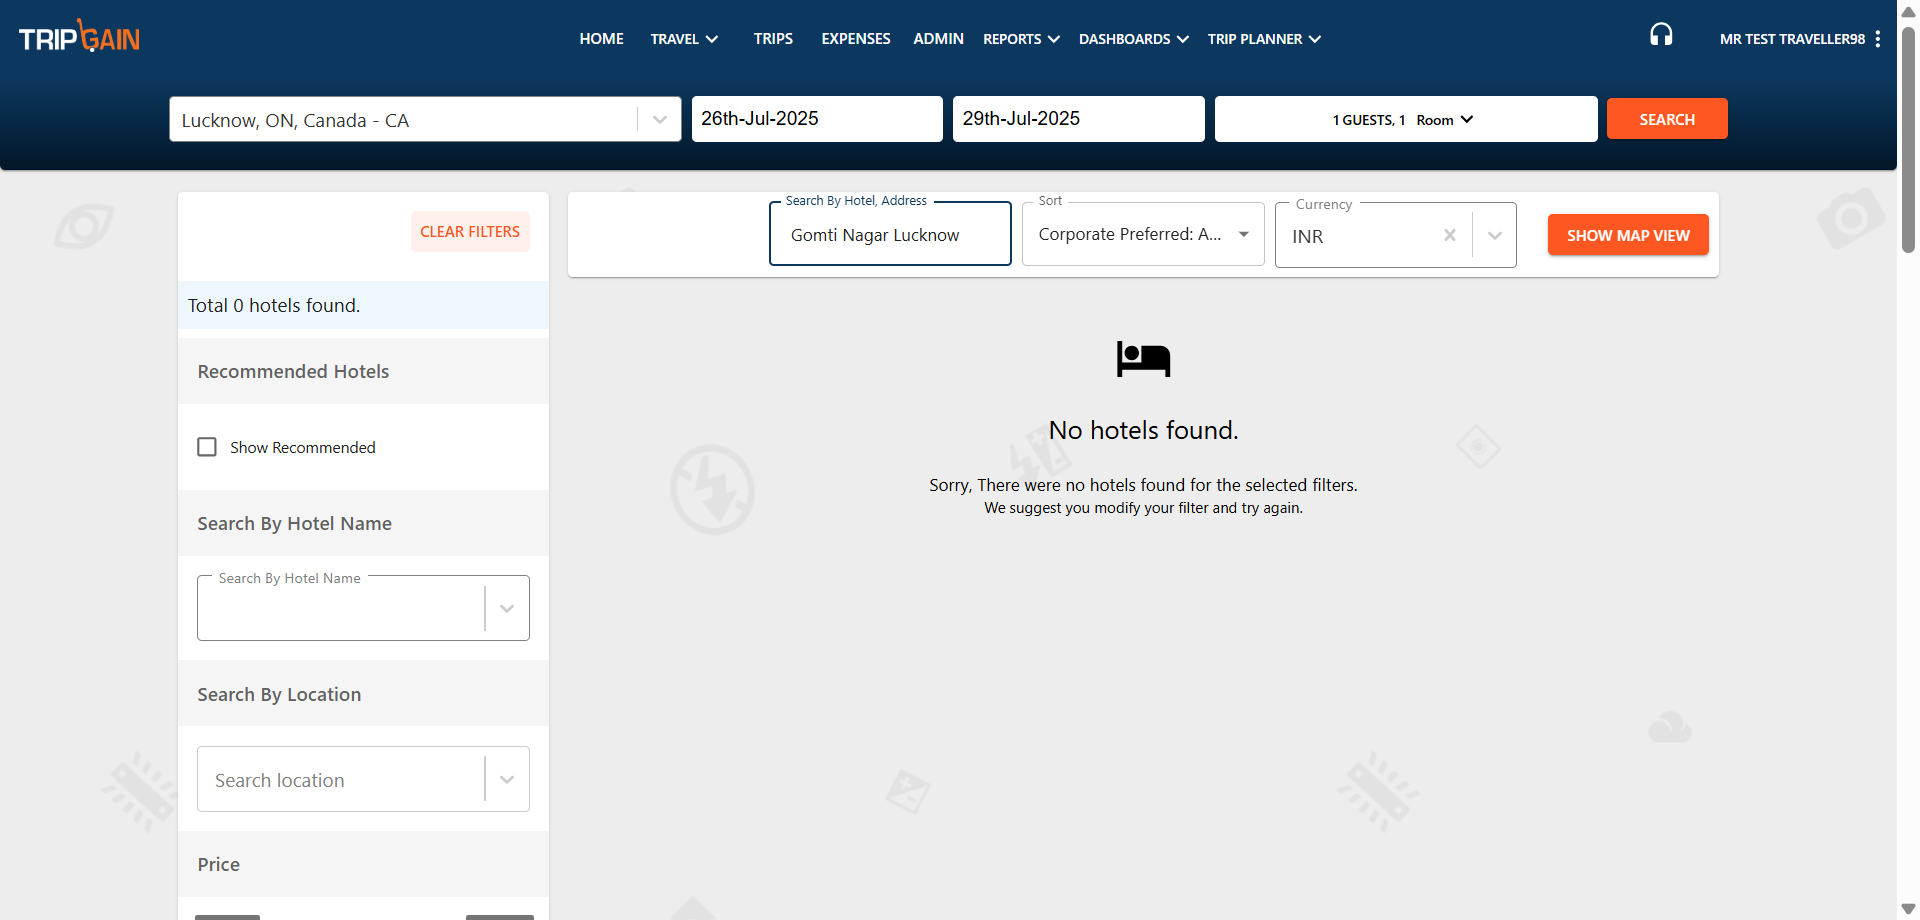 TRIPGAIN
HOME TRAVEL TRIPS EXPENSES ADMIN REPORTS DASHBOARDS TRIP PLANNER
MR TEST TRAVELLER98
Lucknow, ON, Canada - CA
26th-Jul-2025
29th-Jul-2025
1 GUESTS, 1 Room
SEARCH
CLEAR FILTERS
Total 0 hotels found.
Recommended Hotels
Show Recommended
Search By Hotel Name
Search By Hotel Name
Search By Location
Search location
Price
Search By Hotel, Address
Gomti Nagar Lucknow
Sort
Corporate Preferred: A...
Currency
INR
SHOW MAP VIEW
No hotels found.
Sorry, There were no hotels found for the selected filters.
We suggest you modify your filter and try again.